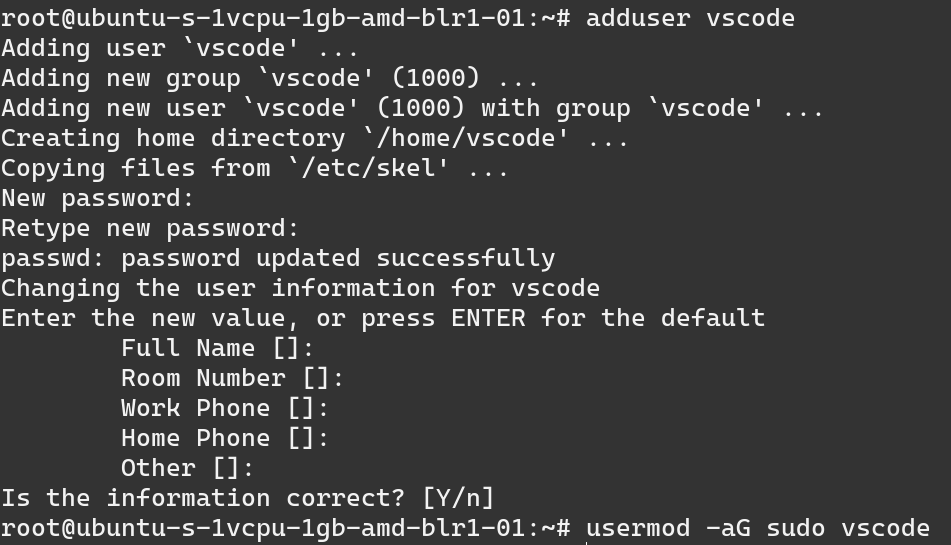 root@ubuntu-s-1vcpu-1gb-amd-blr1-01:~# adduser vscode
Adding user `vscode' ...
Adding new group `vscode' (1000) ...
Adding new user `vscode' (1000) with group `vscode' ...
Creating home directory `/home/vscode' ...
Copying files from `/etc/skel' ...
New password:
Retype new password:
passwd: password updated successfully
Changing the user information for vscode
Enter the new value, or press ENTER for the default
        Full Name []:
        Room Number []:
        Work Phone []:
        Home Phone []:
        Other []:
Is the information correct? [Y/n]
root@ubuntu-s-1vcpu-1gb-amd-blr1-01:~# usermod -aG sudo vscode